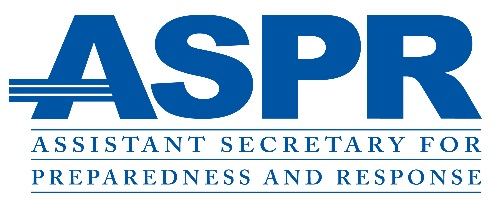 ASPR
ASSISTANT SECRETARY FOR
PREPAREDNESS AND RESPONSE